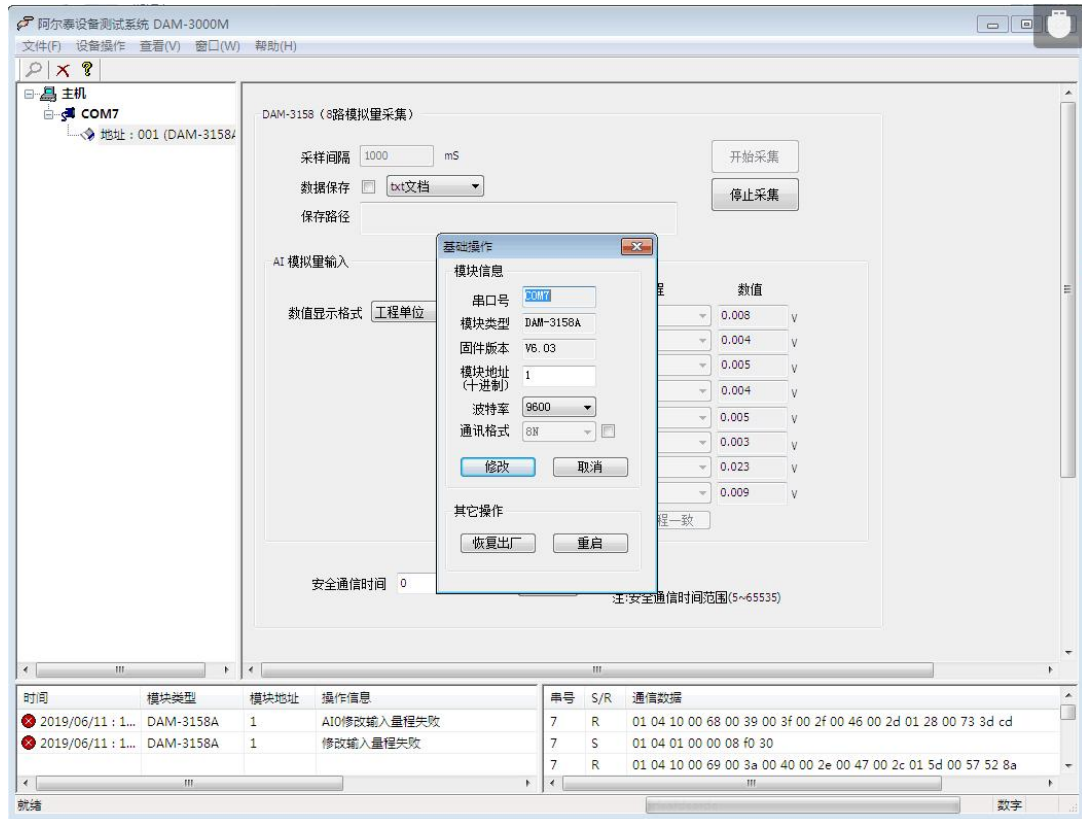 阿尔泰设备测试系统 DAM-3000M
文件(F) 设备操作 查看(V) 窗口(W) 帮助(H)
主机
COM7
地址：001 (DAM-3158A
DAM-3158（8路模拟量采集）
采样间隔 1000 mS 开始采集
数据保存 txt文档 停止采集
保存路径
AI 模拟量输入
数值显示格式 工程单位
程 数值
0.008 V
0.004 V
0.005 V
0.004 V
0.005 V
0.003 V
0.023 V
0.009 V
程一致
安全通信时间 0
注:安全通信时间范围(5~65535)
基础操作
模块信息
串口号 COM7
模块类型 DAM-3158A
固件版本 V6.03
模块地址 1
(十进制)
波特率 9600
通讯格式 8N
修改 取消
其它操作
恢复出厂 重启
时间 模块类型 模块地址 操作信息
2019/06/11 : 1... DAM-3158A 1 AI0修改输入量程失败
2019/06/11 : 1... DAM-3158A 1 修改输入量程失败
串号 S/R 通信数据
7 R 01 04 10 00 68 00 39 00 3f 00 2f 00 46 00 2d 01 28 00 73 3d cd
7 S 01 04 01 00 00 08 f0 30
7 R 01 04 10 00 69 00 3a 00 40 00 2e 00 47 00 2c 01 5d 00 57 52 8a
就绪 数字